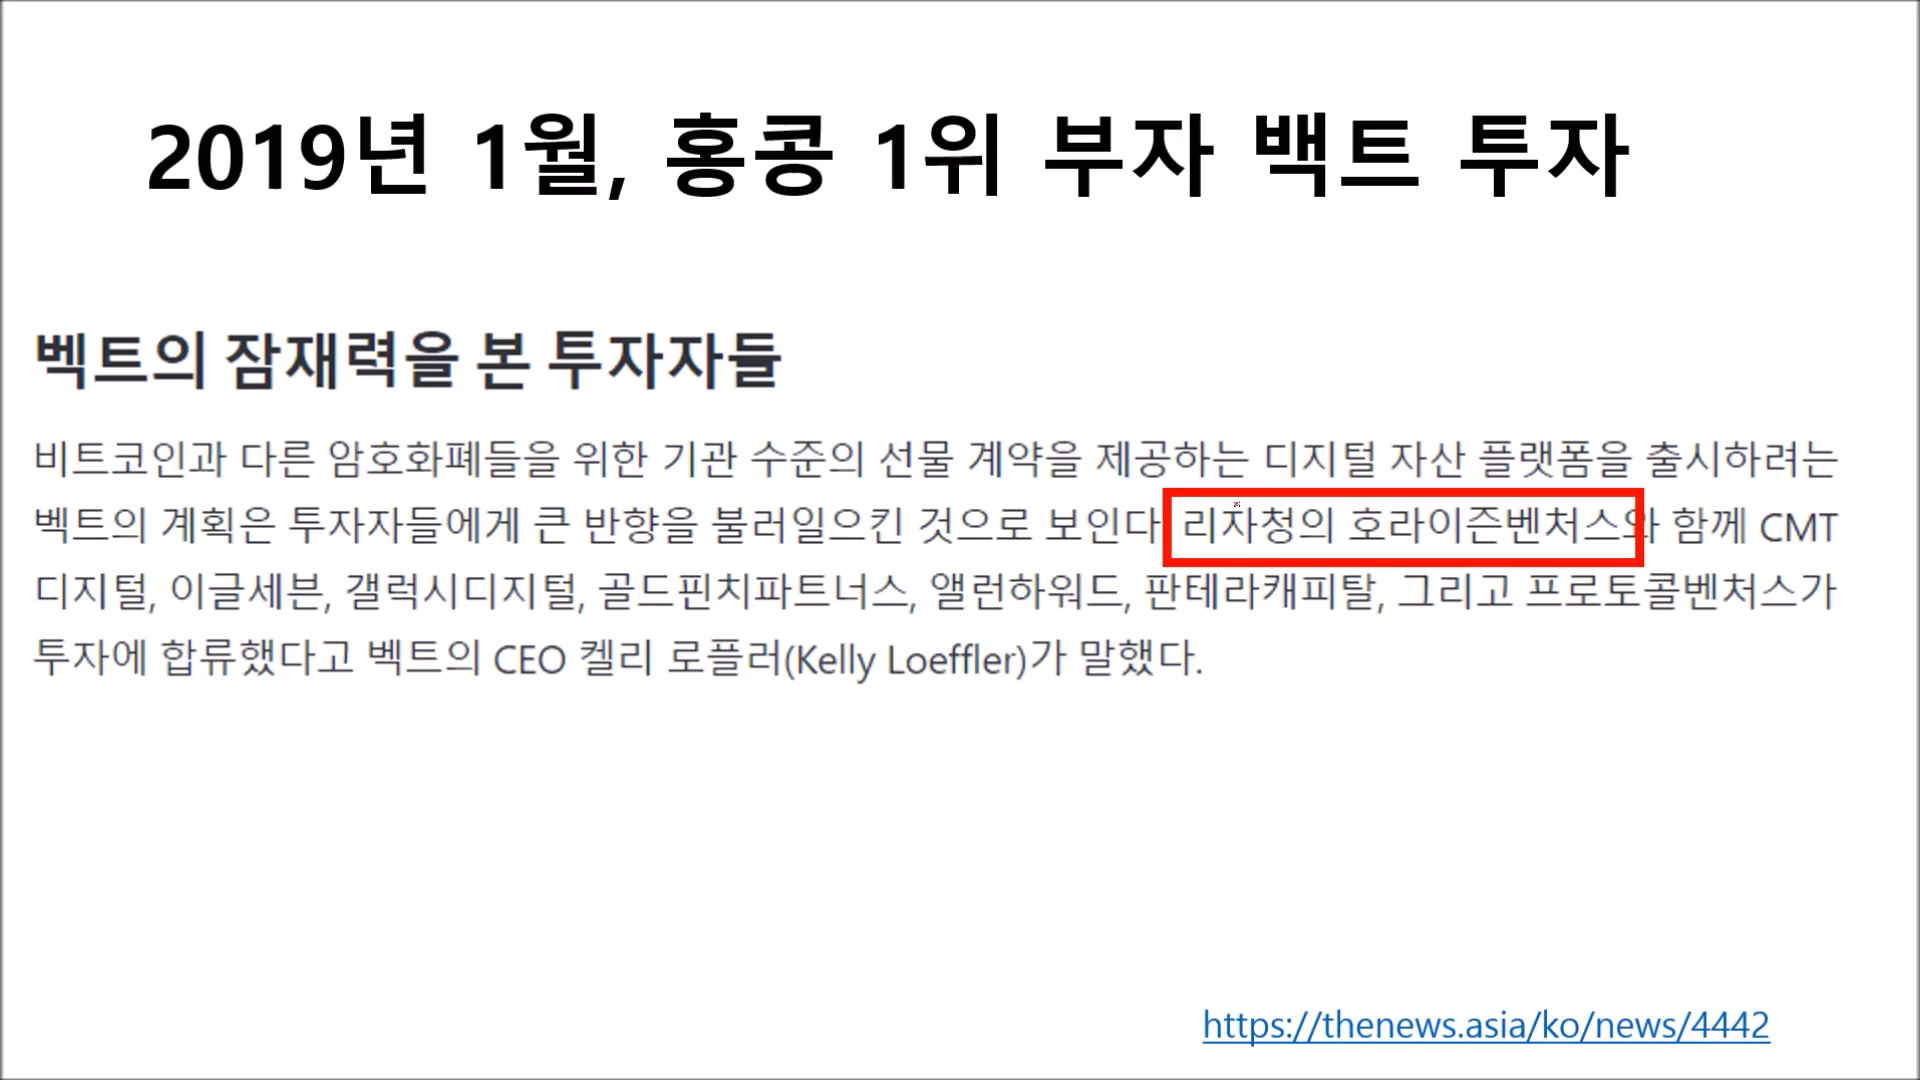 2019년 1월, 홍콩 1위 부자 백트 투자
벡트의 잠재력을 본 투자자들
비트코인과 다른 암호화폐들을 위한 기관 수준의 선물 계약을 제공하는 디지털 자산 플랫폼을 출시하려는
벡트의 계획은 투자자들에게 큰 반향을 불러일으킨 것으로 보인다 리자청의 호라이즌벤처스와 함께 CMT
디지털, 이글세븐, 갤럭시디지털, 골드핀치파트너스, 앨런하워드, 판테라캐피탈, 그리고 프로토콜벤처스가
투자에 합류했다고 벡트의 CEO 켈리 로플러(Kelly Loeffler)가 말했다.
https://thenews.asia/ko/news/4442